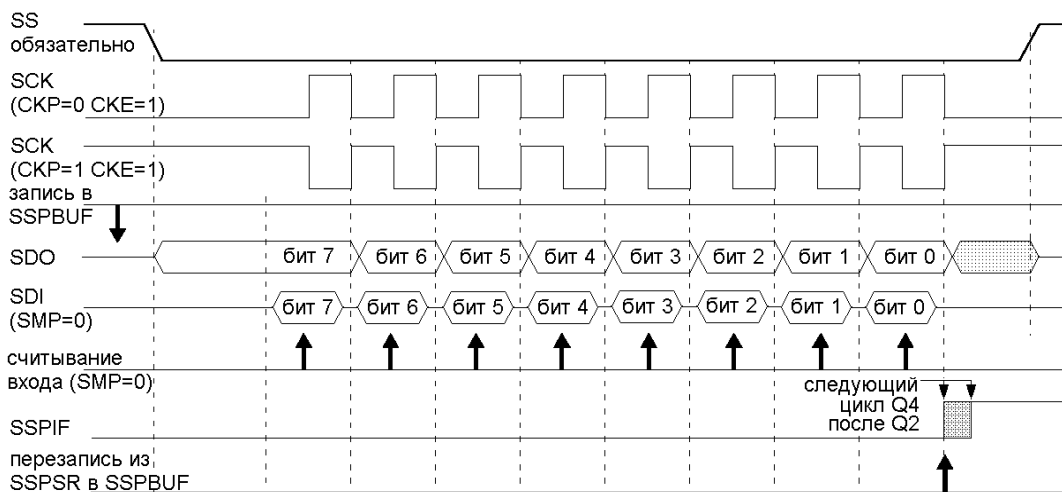 SS
обязательно
SCK
(CKP=0 CKE=1)
SCK
(CKP=1 CKE=1)
запись в
SSPBUF
SDO
бит 7 бит 6 бит 5 бит 4 бит 3 бит 2 бит 1 бит 0
SDI
(SMP=0)
бит 7 бит 6 бит 5 бит 4 бит 3 бит 2 бит 1 бит 0
считывание
входа (SMP=0)
следующий
цикл Q4
после Q2
SSPIF
перезапись из
SSPSR в SSPBUF